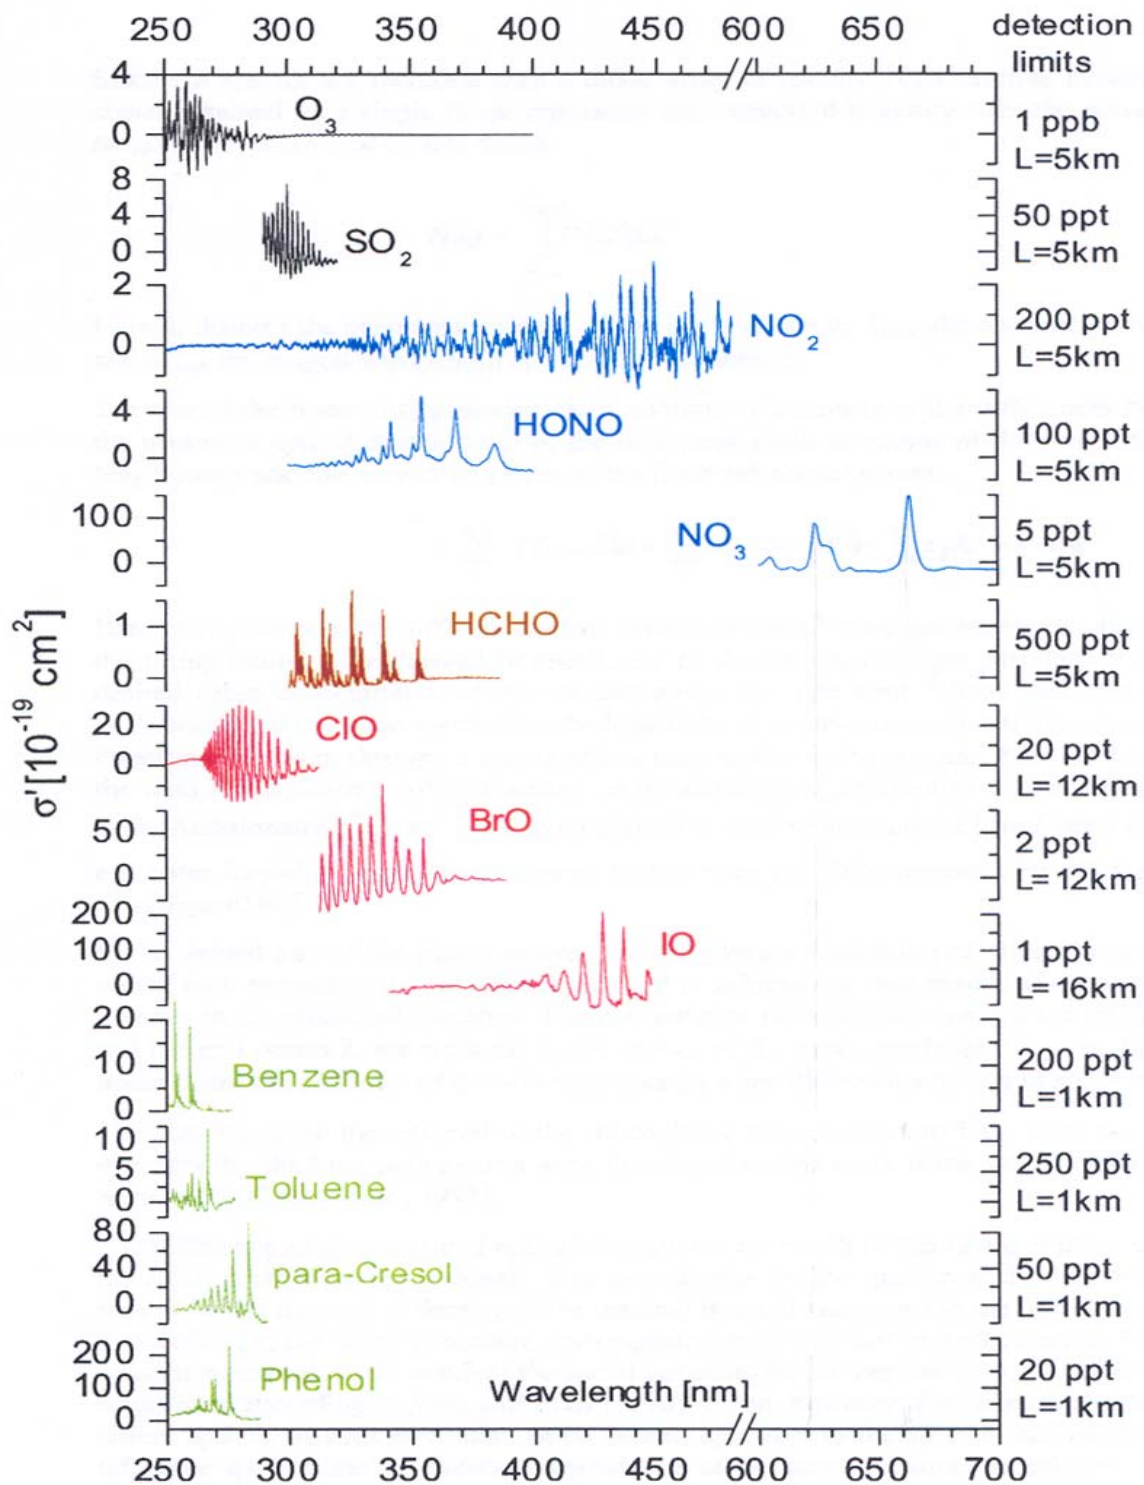 250 300 350 400 450 600 650 detection
limits
4
0
O3
1 ppb
L=5km
8
4
0
SO2
50 ppt
L=5km
2
0
NO2
200 ppt
L=5km
4
0
HONO
100 ppt
L=5km
100
0
NO3
5 ppt
L=5km
1
0
HCHO
500 ppt
L=5km
σ' [10-19 cm2]
20
0
ClO
20 ppt
L=12km
5
0
BrO
2 ppt
L=12km
200
100
0
IO
1 ppt
L=16km
20
10
0
Benzene
200 ppt
L=1km
10
5
0
Toluene
250 ppt
L=1km
80
40
0
para-Cresol
50 ppt
L=1km
200
100
0
Phenol
Wavelength [nm]
20 ppt
L=1km
250 300 350 400 450 600 650 700